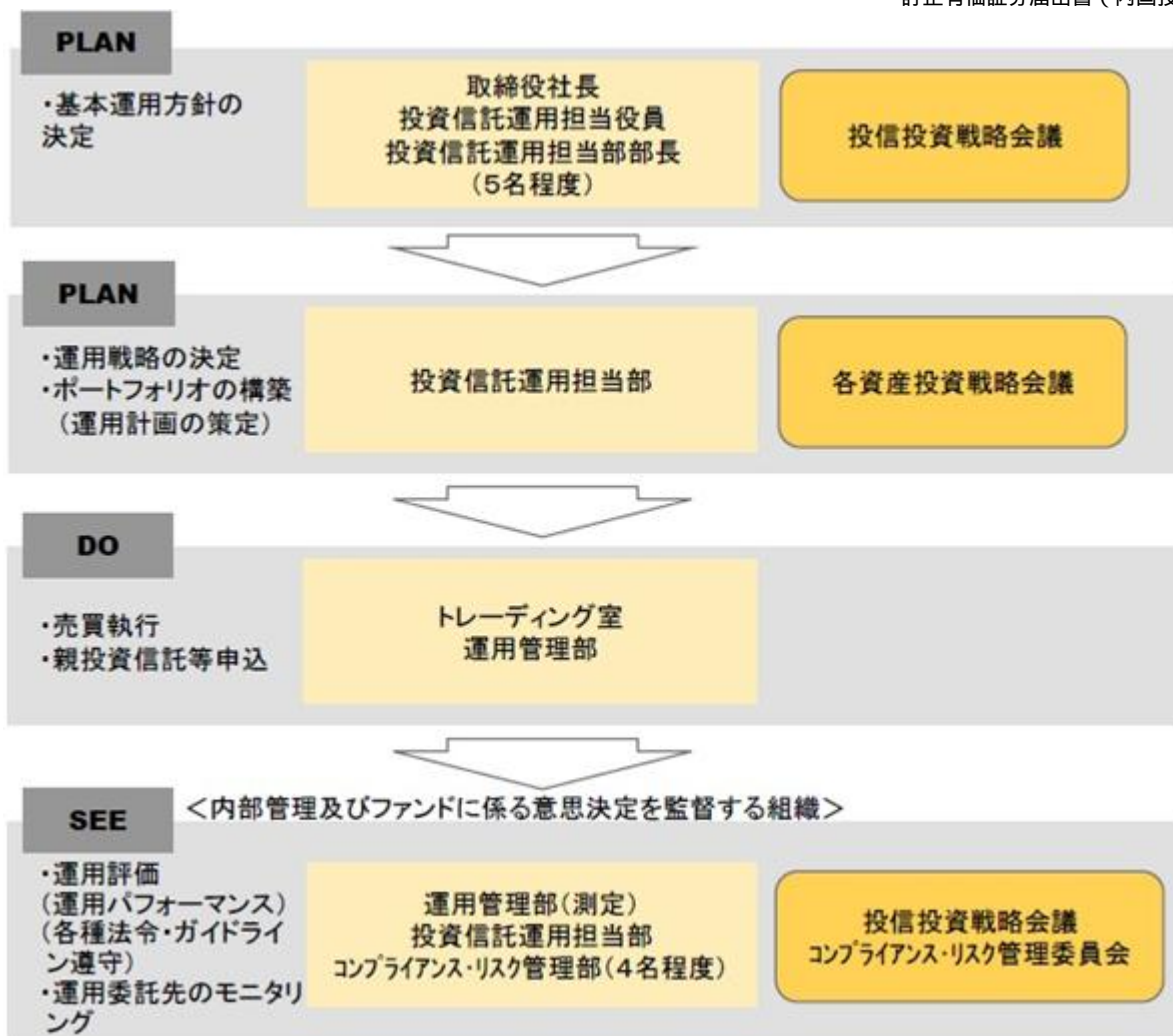 PLAN
・基本運用方針の
決定
取締役社長
投資信託運用担当役員
投資信託運用担当部部長
(5名程度)
投信投資戦略会議
PLAN
・運用戦略の決定
・ポートフォリオの構築
(運用計画の策定)
投資信託運用担当部
各資産投資戦略会議
DO
・売買執行
・親投資信託等申込
トレーディング室
運用管理部
SEE
＜内部管理及びファンドに係る意思決定を監督する組織＞
・運用評価
(運用パフォーマンス)
(各種法令・ガイドライ
ン遵守)
・運用委託先のモニタリ
ング
運用管理部(測定)
投資信託運用担当部
コンプライアンス・リスク管理部(4名程度)
投信投資戦略会議
コンプライアンス・リスク管理委員会